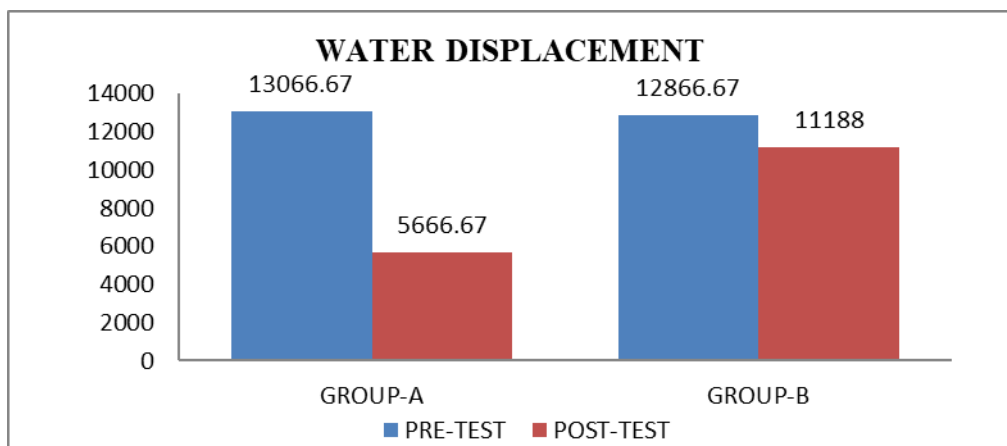 WATER DISPLACEMENT
13066.67
12866.67
14000
12000
11188
10000
8000
5666.67
6000
4000
2000
0
GROUP-A
GROUP-B
PRE-TEST
POST-TEST